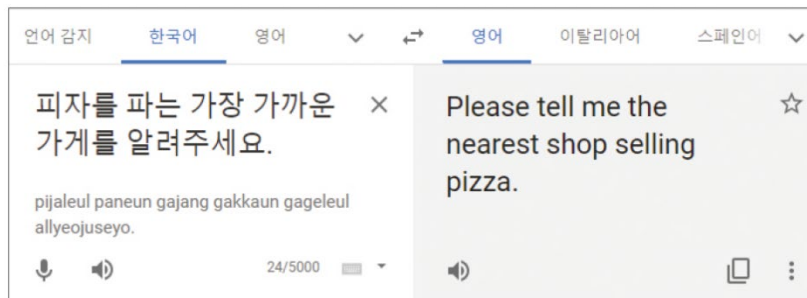 언어 감지 한국어 영어 영어 이탈리아어 스페인어
피자를 파는 가장 가까운
가게를 알려주세요.
pijaleul paneun gajang gakkaun gageleul
allyeojuseyo.
24/5000
Please tell me the
nearest shop selling
pizza.